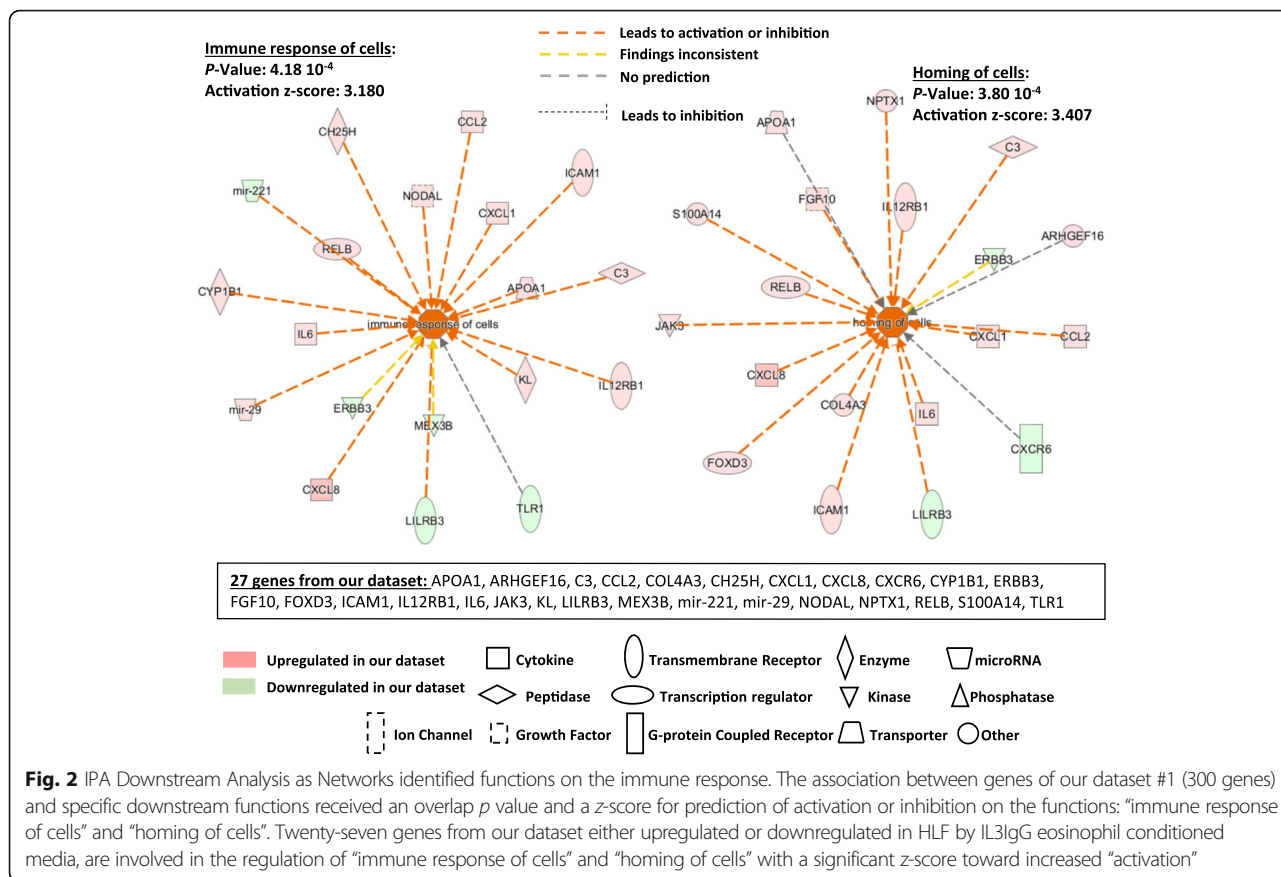 Immune response of cells:
P-Value: 4.18 10-4
Activation z-score: 3.180
Leads to activation or inhibition
Findings inconsistent
No prediction
Leads to inhibition
Homing of cells:
P-Value: 3.80 10-4
Activation z-score: 3.407
CH25H
CCL2
ICAM1
mir-221
NODAL
CXCL1
RELB
CYP1B1
APOA1
C3
immune response of cells
IL6
KL
IL12RB1
mir-29
ERBB3
MEX3B
CXCL8
LILRB3
TLR1
NPTX1
APOA1
C3
FGF10
IL12RB1
S100A14
ARHGEF16
ERBB3
RELB
JAK3
homing of cells
CXCL1
CCL2
CXCL8
COL4A3
IL6
CXCR6
FOXD3
ICAM1
LILRB3
27 genes from our dataset: APOA1, ARHGEF16, C3, CCL2, COL4A3, CH25H, CXCL1, CXCL8, CXCR6, CYP1B1, ERBB3,
FGF10, FOXD3, ICAM1, IL12RB1, IL6, JAK3, KL, LILRB3, MEX3B, mir-221, mir-29, NODAL, NPTX1, RELB, S100A14, TLR1
Upregulated in our dataset
Cytokine
Transmembrane Receptor
Enzyme
microRNA
Downregulated in our dataset
Peptidase
Transcription regulator
Kinase
Phosphatase
Ion Channel
Growth Factor
G-protein Coupled Receptor
Transporter
Other
Fig. 2 IPA Downstream Analysis as Networks identified functions on the immune response. The association between genes of our dataset #1 (300 genes)
and specific downstream functions received an overlap p value and a z-score for prediction of activation or inhibition on the functions: “immune response
of cells” and “homing of cells”. Twenty-seven genes from our dataset either upregulated or downregulated in HLF by IL3IgG eosinophil conditioned
media, are involved in the regulation of “immune response of cells” and “homing of cells” with a significant z-score toward increased “activation”